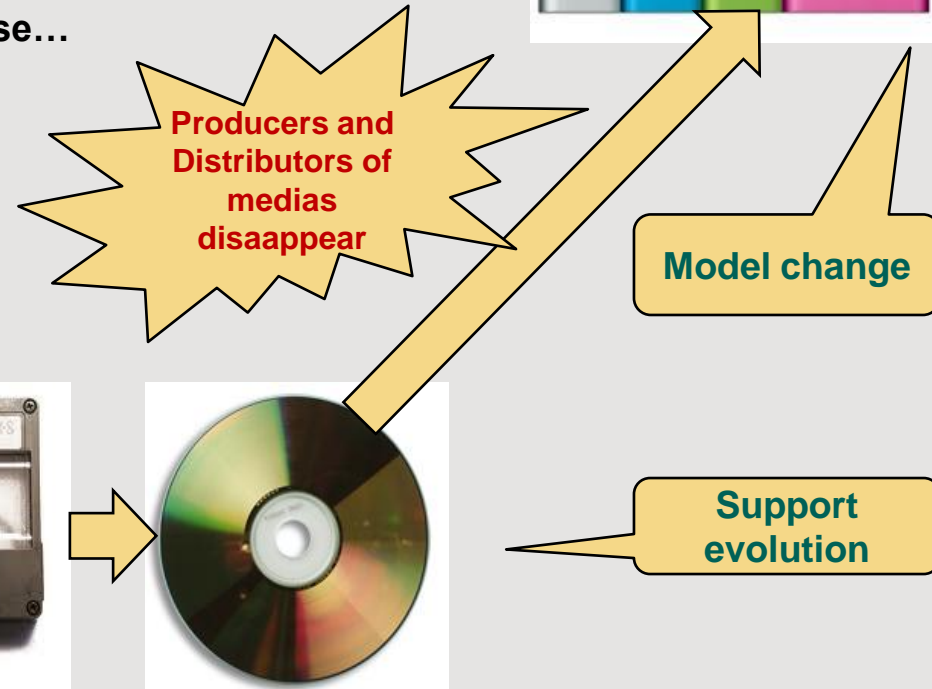 se…
Producers and
Distributors of
medias
disaappear
Model change
Support
evolution